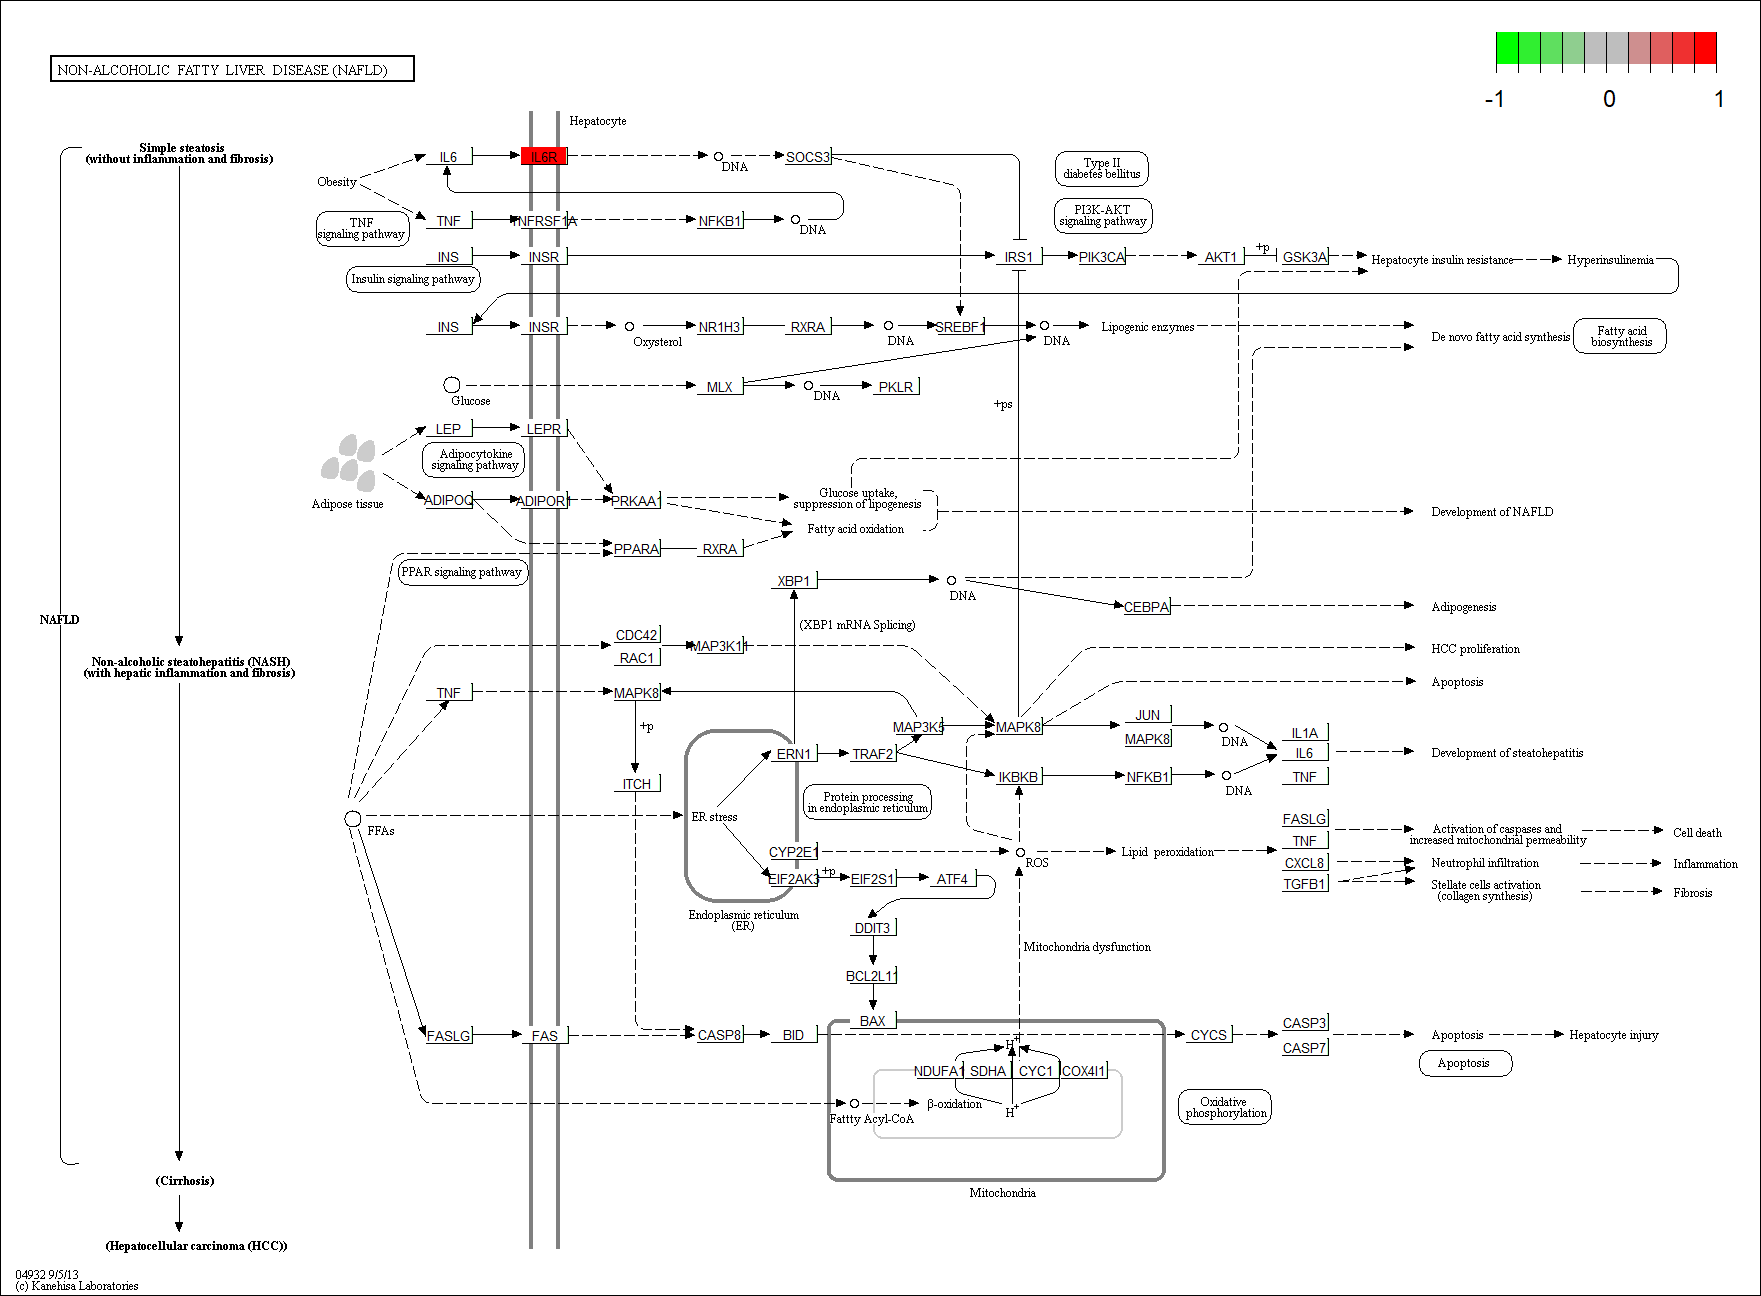 NON-ALCOHOLIC FATTY LIVER DISEASE (NAFLD)
-1
0
1
Hepatocyte
Simple steatosis
(without inflammation and fibrosis)
IL6
IL6R
DNA
SOCS3
Type II
diabetes bellitus
Obesity
TNF
signaling pathway
TNF
TNFRSF1A
NFKB1
DNA
PI3K-AKT
signaling pathway
INS
INSR
IRS1
PIK3CA
AKT1
+p
GSK3A
Hepatocyte insulin resistance
Hyperinsulinemia
Insulin signaling pathway
INS
INSR
Oxysterol
NR1H3
RXRA
DNA
SREBF1
DNA
Lipogenic enzymes
De novo fatty acid synthesis
Fatty acid
biosynthesis
Glucose
MLX
DNA
PKLR
+ps
LEP
LEPR
Adipocytokine
signaling pathway
Adipose tissue
ADIPOQ
ADIPOR1
PRKAA1
Glucose uptake,
suppression of lipogenesis
Fatty acid oxidation
Development of NAFLD
PPARA
RXRA
PPAR signaling pathway
XBP1
DNA
CEBPA
Adipogenesis
NAFLD
(XBP1 mRNA Splicing)
CDC42
RAC1
MAP3K11
HCC proliferation
Non-alcoholic steatohepatitis (NASH)
(with hepatic inflammation and fibrosis)
Apoptosis
TNF
MAPK8
+p
MAP3K5
MAPK8
JUN
MAPK8
DNA
IL1A
IL6
TNF
Development of steatohepatitis
ERN1
TRAF2
IKBKB
NFKB1
DNA
ITCH
Protein processing
in endoplasmic reticulum
FFAs
ER stress
CYP2E1
ROS
Lipid peroxidation
FASLG
TNF
CXCL8
TGFB1
Activation of caspases and
increased mitochondrial permeability
Cell death
Neutrophil infiltration
Inflammation
Stellate cells activation
(collagen synthesis)
Fibrosis
EIF2AK3
+p
EIF2S1
ATF4
Endoplasmic reticulum
(ER)
DDIT3
Mitochondria dysfunction
BCL2L11
BAX
FASLG
FAS
CASP8
BID
CYCS
CASP3
CASP7
Apoptosis
Hepatocyte injury
Apoptosis
H+
NDUFA1
SDHA
CYC1
COX4I1
Fattty Acyl-CoA
β-oxidation
H+
Oxidative
phosphorylation
Mitochondria
(Cirrhosis)
(Hepatocellular carcinoma (HCC))
04932 9/5/13
(c) Kanehisa Laboratories